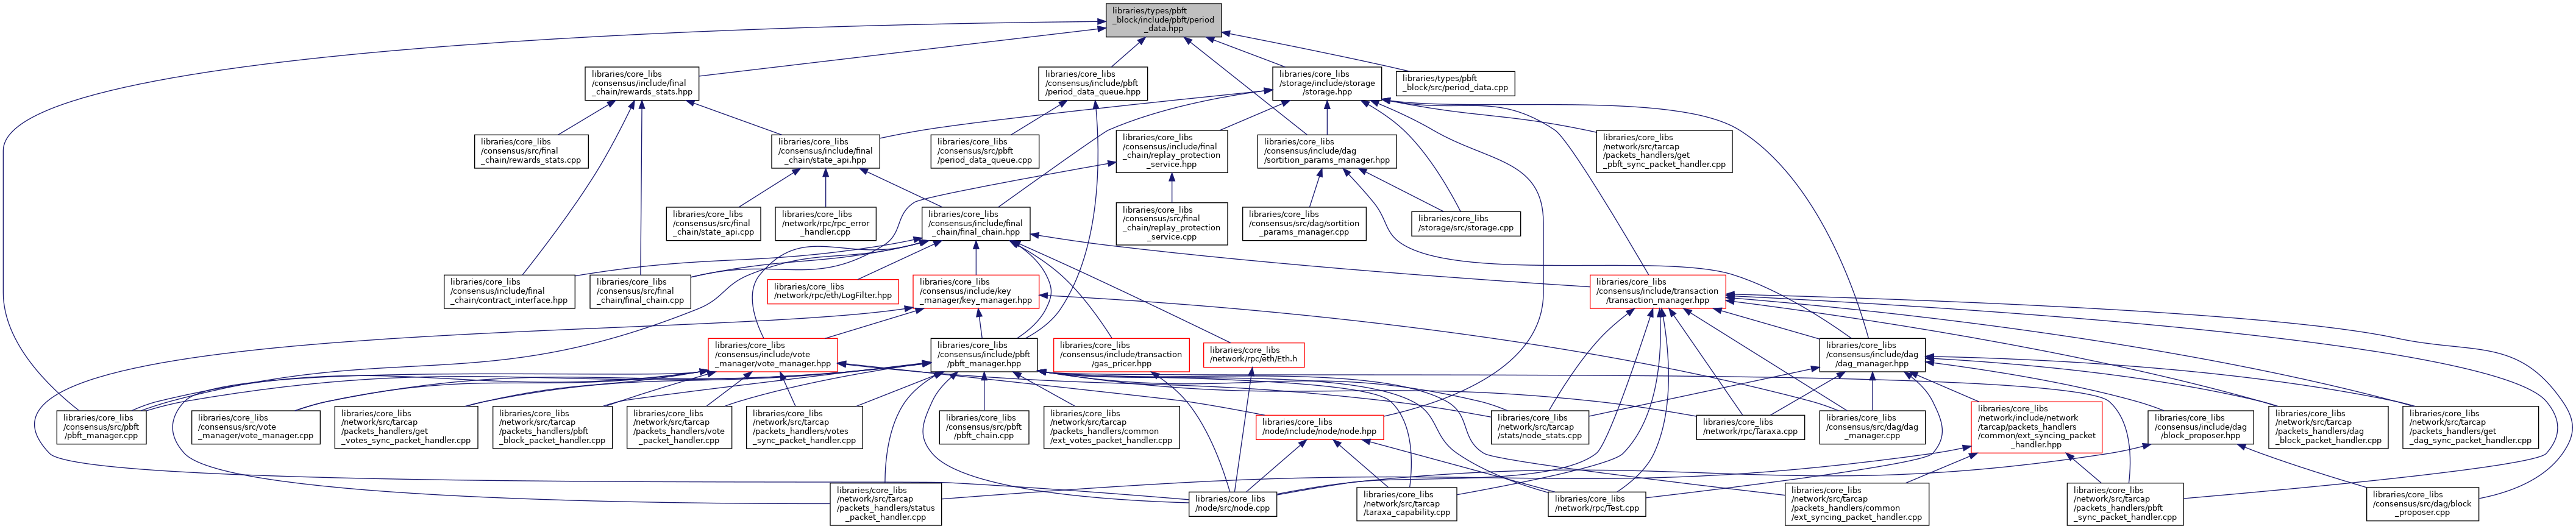 libraries/types/pbft
_block/include/pbft/period
_data.hpp
libraries/core_libs
/consensus/include/final
_chain/rewards_stats.hpp
libraries/core_libs
/consensus/include/pbft
/period_data_queue.hpp
libraries/core_libs
/storage/include/storage
/storage.hpp
libraries/types/pbft
_block/src/period_data.cpp
libraries/core_libs
/consensus/src/final
_chain/rewards_stats.cpp
libraries/core_libs
/consensus/include/final
_chain/state_api.hpp
libraries/core_libs
/consensus/src/pbft
/period_data_queue.cpp
libraries/core_libs
/consensus/include/final
_chain/replay_protection
_service.hpp
libraries/core_libs
/consensus/include/dag
/sortition_params_manager.hpp
libraries/core_libs
/network/src/tarcap
/packets_handlers/get
_pbft_sync_packet_handler.cpp
libraries/core_libs
/consensus/src/final
_chain/state_api.cpp
libraries/core_libs
/network/rpc/rpc_error
_handler.cpp
libraries/core_libs
/consensus/include/final
_chain/final_chain.hpp
libraries/core_libs
/consensus/src/final
_chain/replay_protection
_service.cpp
libraries/core_libs
/consensus/src/dag/sortition
_params_manager.cpp
libraries/core_libs
/storage/src/storage.cpp
libraries/core_libs
/consensus/include/final
_chain/contract_interface.hpp
libraries/core_libs
/consensus/src/final
_chain/final_chain.cpp
libraries/core_libs
/network/rpc/eth/LogFilter.hpp
libraries/core_libs
/consensus/include/key
_manager/key_manager.hpp
libraries/core_libs
/consensus/include/transaction
/transaction_manager.hpp
libraries/core_libs
/consensus/include/vote
_manager/vote_manager.hpp
libraries/core_libs
/consensus/include/pbft
/pbft_manager.hpp
libraries/core_libs
/consensus/include/transaction
/gas_pricer.hpp
libraries/core_libs
/network/rpc/eth/Eth.h
libraries/core_libs
/consensus/include/dag
/dag_manager.hpp
libraries/core_libs
/consensus/src/pbft
/pbft_manager.cpp
libraries/core_libs
/consensus/src/vote
_manager/vote_manager.cpp
libraries/core_libs
/network/src/tarcap
/packets_handlers/get
_votes_sync_packet_handler.cpp
libraries/core_libs
/network/src/tarcap
/packets_handlers/pbft
_block_packet_handler.cpp
libraries/core_libs
/network/src/tarcap
/packets_handlers/vote
_packet_handler.cpp
libraries/core_libs
/network/src/tarcap
/packets_handlers/votes
_sync_packet_handler.cpp
libraries/core_libs
/consensus/src/pbft
/pbft_chain.cpp
libraries/core_libs
/network/src/tarcap
/packets_handlers/common
/ext_votes_packet_handler.cpp
libraries/core_libs
/node/include/node/node.hpp
libraries/core_libs
/network/src/tarcap
/stats/node_stats.cpp
libraries/core_libs
/network/rpc/Taraxa.cpp
libraries/core_libs
/consensus/src/dag/dag
_manager.cpp
libraries/core_libs
/network/include/network
/tarcap/packets_handlers
/common/ext_syncing_packet
_handler.hpp
libraries/core_libs
/consensus/include/dag
/block_proposer.hpp
libraries/core_libs
/network/src/tarcap
/packets_handlers/dag
_block_packet_handler.cpp
libraries/core_libs
/network/src/tarcap
/packets_handlers/get
_dag_sync_packet_handler.cpp
libraries/core_libs
/network/src/tarcap
/packets_handlers/status
_packet_handler.cpp
libraries/core_libs
/node/src/node.cpp
libraries/core_libs
/network/src/tarcap
/taraxa_capability.cpp
libraries/core_libs
/network/rpc/Test.cpp
libraries/core_libs
/network/src/tarcap
/packets_handlers/common
/ext_syncing_packet_handler.cpp
libraries/core_libs
/network/src/tarcap
/packets_handlers/pbft
_sync_packet_handler.cpp
libraries/core_libs
/consensus/src/dag/block
_proposer.cpp